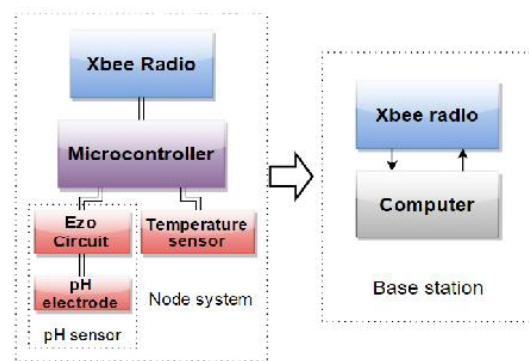 Xbee Radio
Microcontroller
Ezo
Circuit
Temperature
sensor
pH
electrode
pH sensor
Node system
Xbee radio
Computer
Base station